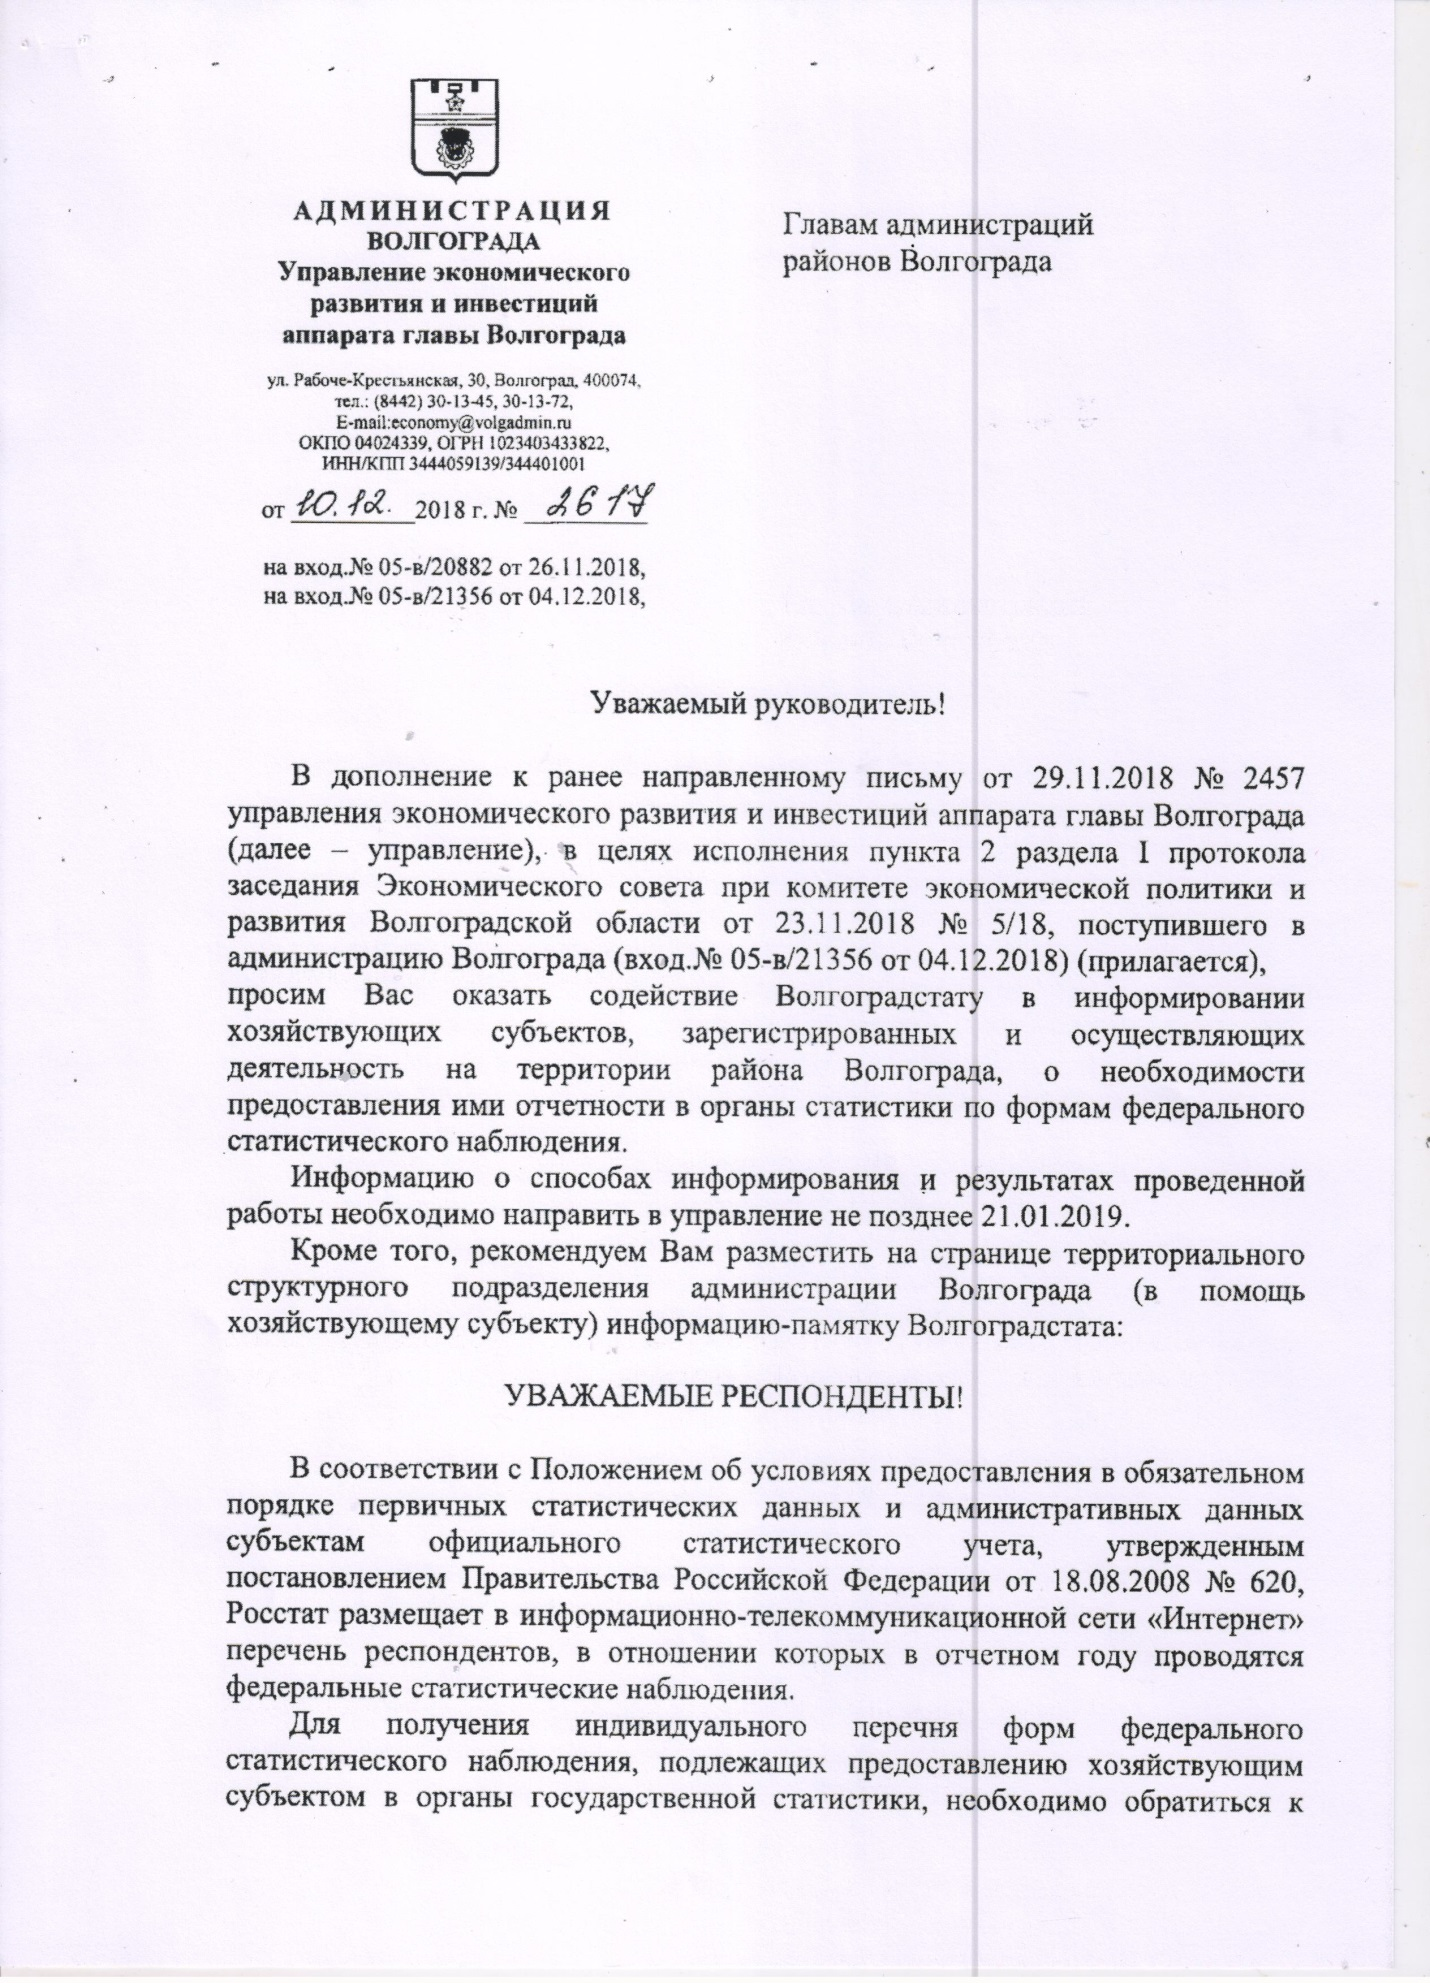 АДМИНИСТРАЦИЯ
ВОЛГОГРАДА
Управление экономического
развития и инвестиций
аппарата главы Волгограда
ул. Рабоче-Крестьянская, 30, Волгоград, 400074,
тел.: (8442) 30-13-45, 30-13-72,
E-mail:economy@volgadmin.ru
ОКПО 04024339, ОГРН 1023403433822,
ИНН/КПП 3444059139/344401001
от 10.12. 2018 г. № 2617
на вход.№ 05-в/20882 от 26.11.2018,
на вход.№ 05-в/21356 от 04.12.2018,
Главам администраций
районов Волгограда
Уважаемый руководитель!
В дополнение к ранее направленному письму от 29.11.2018 № 2457
управления экономического развития и инвестиций аппарата главы Волгограда
(далее – управление), в целях исполнения пункта 2 раздела I протокола
заседания Экономического совета при комитете экономической политики и
развития Волгоградской области от 23.11.2018 № 5/18, поступившего в
администрацию Волгограда (вход.№ 05-в/21356 от 04.12.2018) (прилагается),
просим Вас оказать содействие Волгоградстату в информировании
хозяйствующих субъектов, зарегистрированных и осуществляющих
деятельность на территории района Волгограда, о необходимости
предоставления ими отчетности в органы статистики по формам федерального
статистического наблюдения.
Информацию о способах информирования и результатах проведенной
работы необходимо направить в управление не позднее 21.01.2019.
Кроме того, рекомендуем Вам разместить на странице территориального
структурного подразделения администрации Волгограда (в помощь
хозяйствующему субъекту) информацию-памятку Волгоградстата:
УВАЖАЕМЫЕ РЕСПОНДЕНТЫ!
В соответствии с Положением об условиях предоставления в обязательном
порядке первичных статистических данных и административных данных
субъектам официального статистического учета, утвержденным
постановлением Правительства Российской Федерации от 18.08.2008 № 620,
Росстат размещает в информационно-телекоммуникационной сети «Интернет»
перечень респондентов, в отношении которых в отчетном году проводятся
федеральные статистические наблюдения.
Для получения индивидуального перечня форм федерального
статистического наблюдения, подлежащих предоставлению хозяйствующим
субъектом в органы государственной статистики, необходимо обратиться к